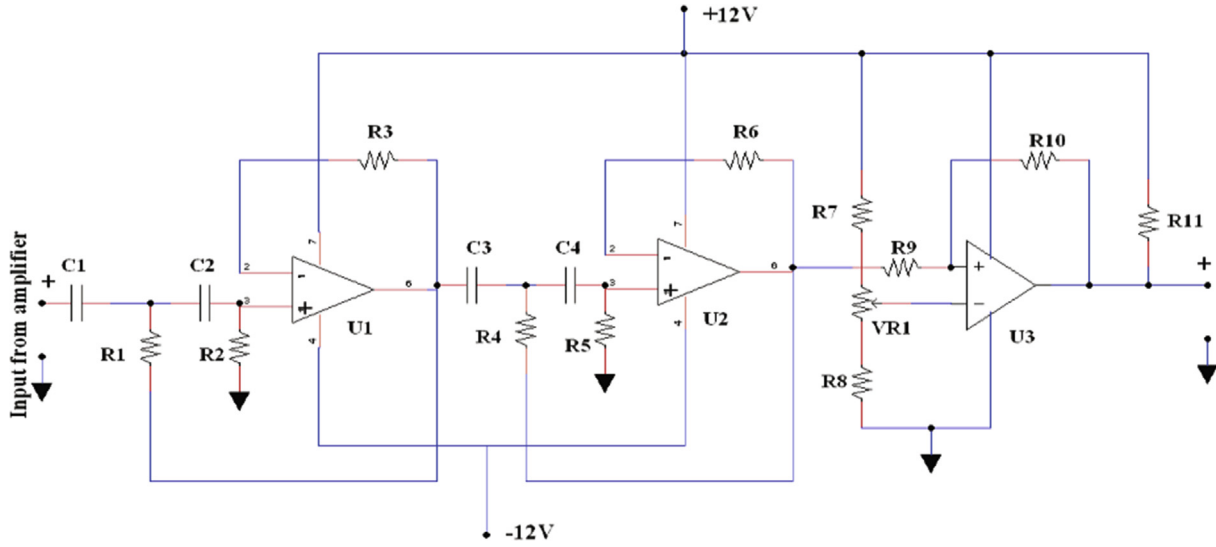 +12V
R3
R6
R10
R7
R11
C1
C2
2
7
3
4
6
U1
R1
R2
C3
C4
2
7
3
4
6
U2
R4
R5
R9
+
−
VR1
U3
R8
+
+
-
+
-
+
Input from amplifier
-12V